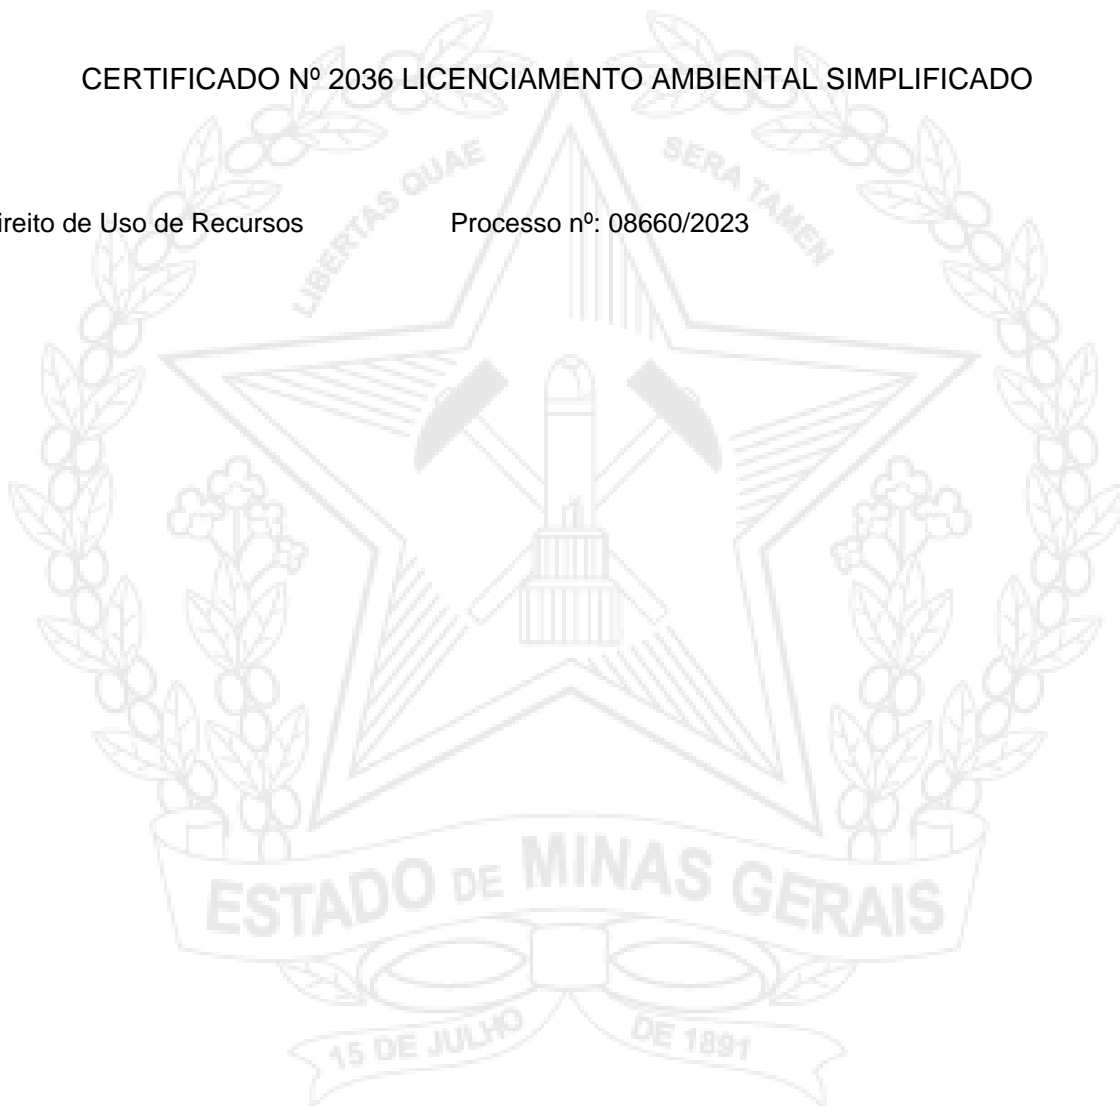 CERTIFICADO Nº 2036 LICENCIAMENTO AMBIENTAL SIMPLIFICADO
LIBERTAS QUAE SERA TAMEN
ireito de Uso de Recursos Processo nº: 08660/2023
ESTADO DE MINAS GERAIS
15 DE JULHO DE 1891